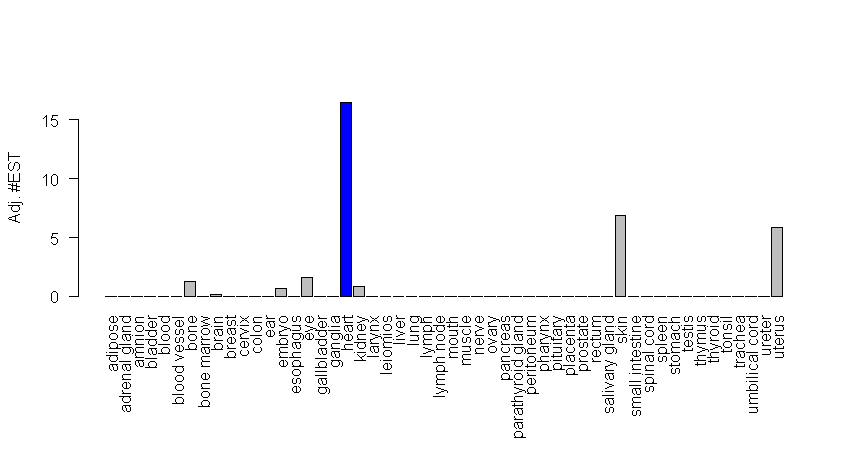 Adj. #EST
15
10
5
0
adipose
adrenal gland
amnion
bladder
blood
blood vessel
bone
bone marrow
brain
breast
cervix
colon
ear
embryo
esophagus
eye
gallbladder
ganglia
heart
kidney
larynx
leiomios
liver
lung
lymph
lymph node
mouth
muscle
nerve
ovary
pancreas
parathyroid gland
peritoneum
pharynx
pituitary
placenta
prostate
rectum
salivary gland
skin
small intestine
spinal cord
spleen
stomach
testis
thymus
thyroid
tonsil
trachea
umbilical cord
ureter
uterus